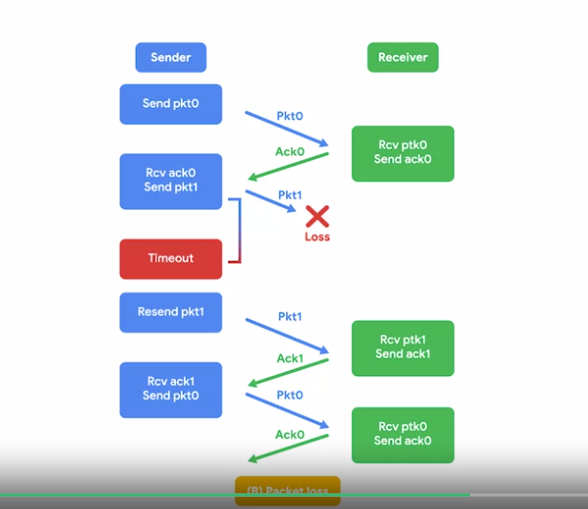 Sender
Receiver
Send pkt0
Pkt0
Rcv ptk0
Send ack0
Ack0
Rcv ack0
Send pkt1
Pkt1
Loss
Timeout
Resend pkt1
Pkt1
Rcv ptk1
Send ack1
Ack1
Rcv ack1
Send pkt0
Pkt0
Rcv ptk0
Send ack0
Ack0
(B) Packet loss